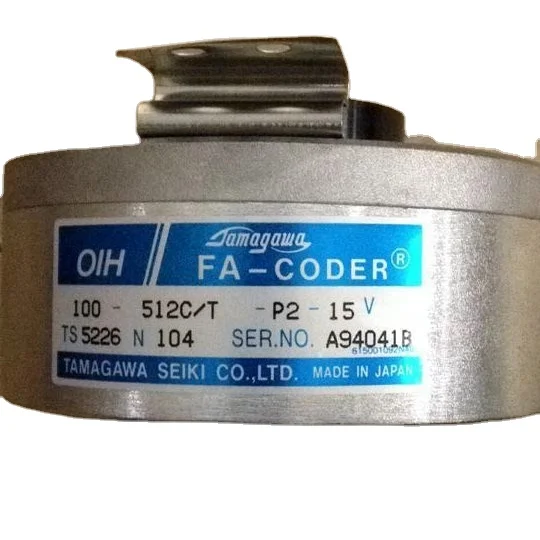 Tamagawa
OIH FA-CODER®
100 - 512C/T - P2 - 15 V
TS 5226 N 104 SER.NO. A94041B
TAMAGAWA SEIKI CO.,LTD. MADE IN JAPAN